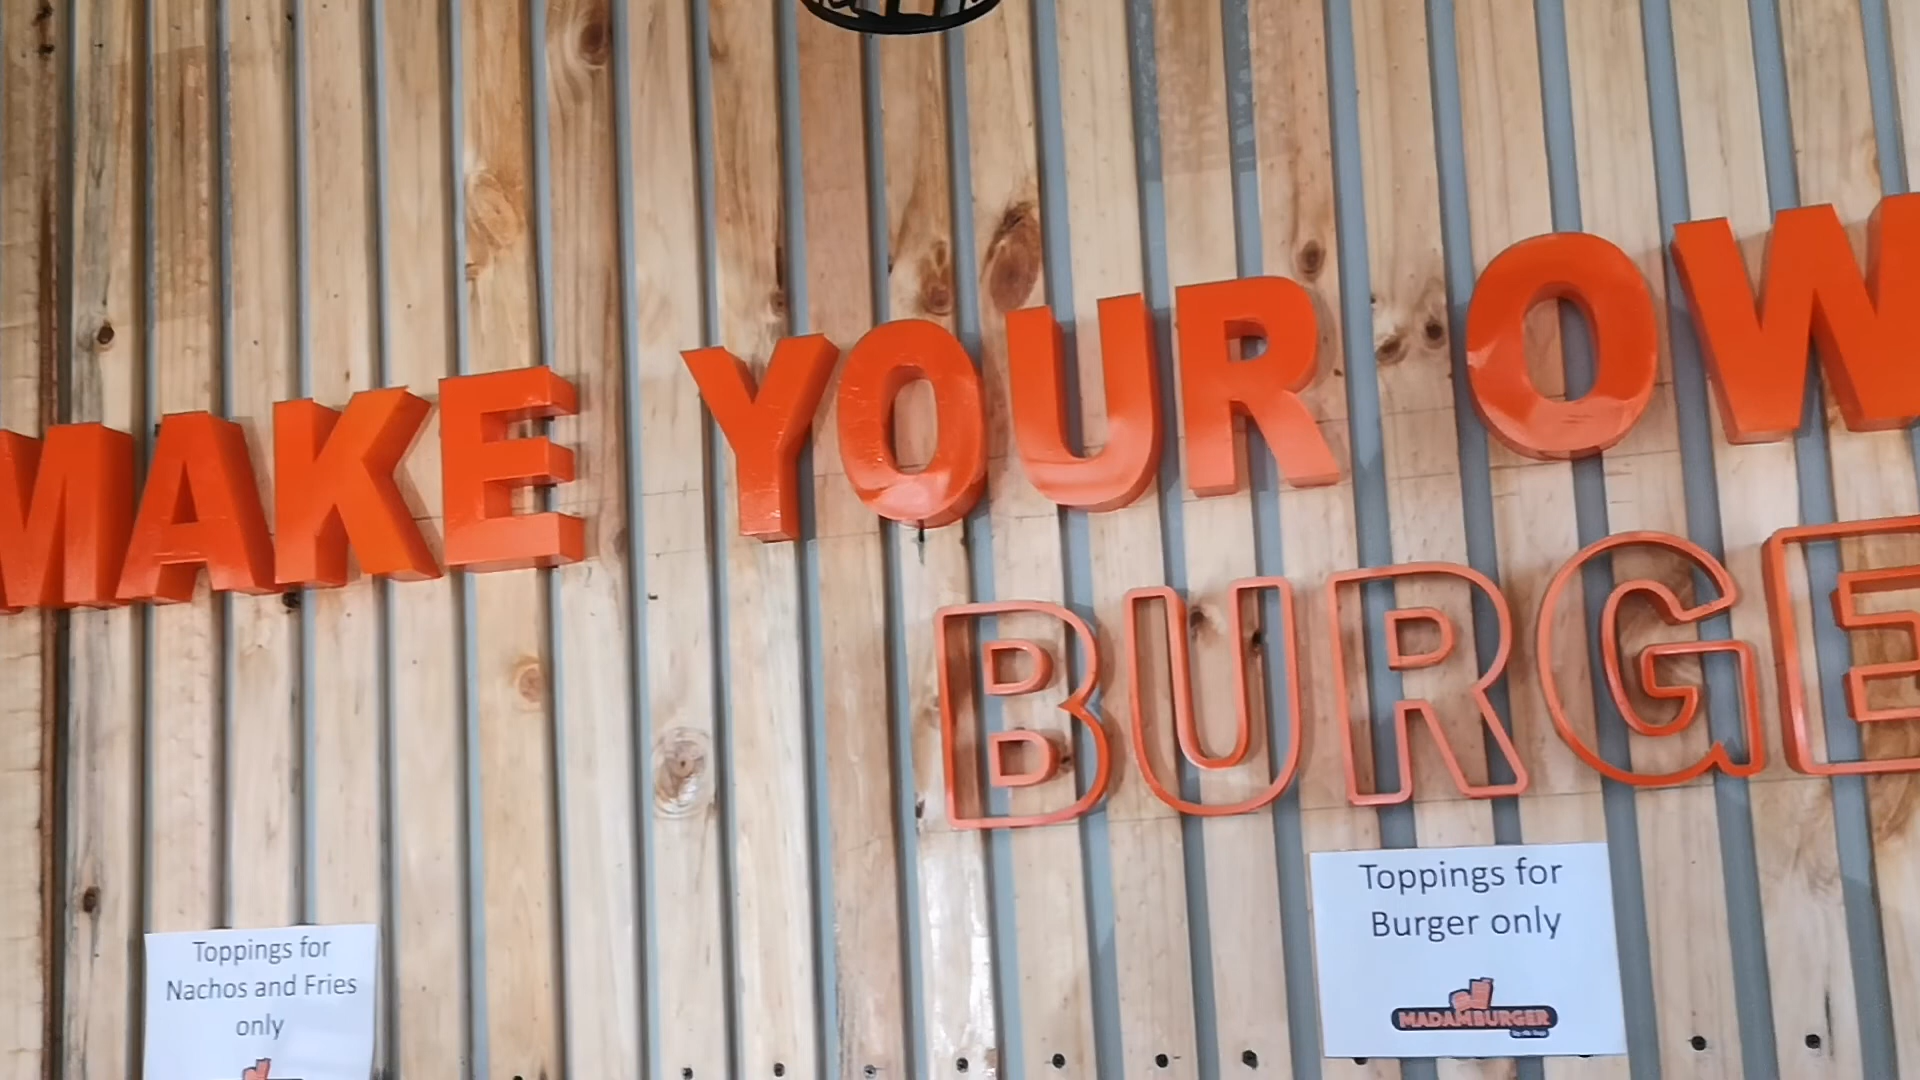 MAKE YOUR OW
BURGE
Toppings for
Nachos and Fries
only
Toppings for
Burger only
MADAMBURGER